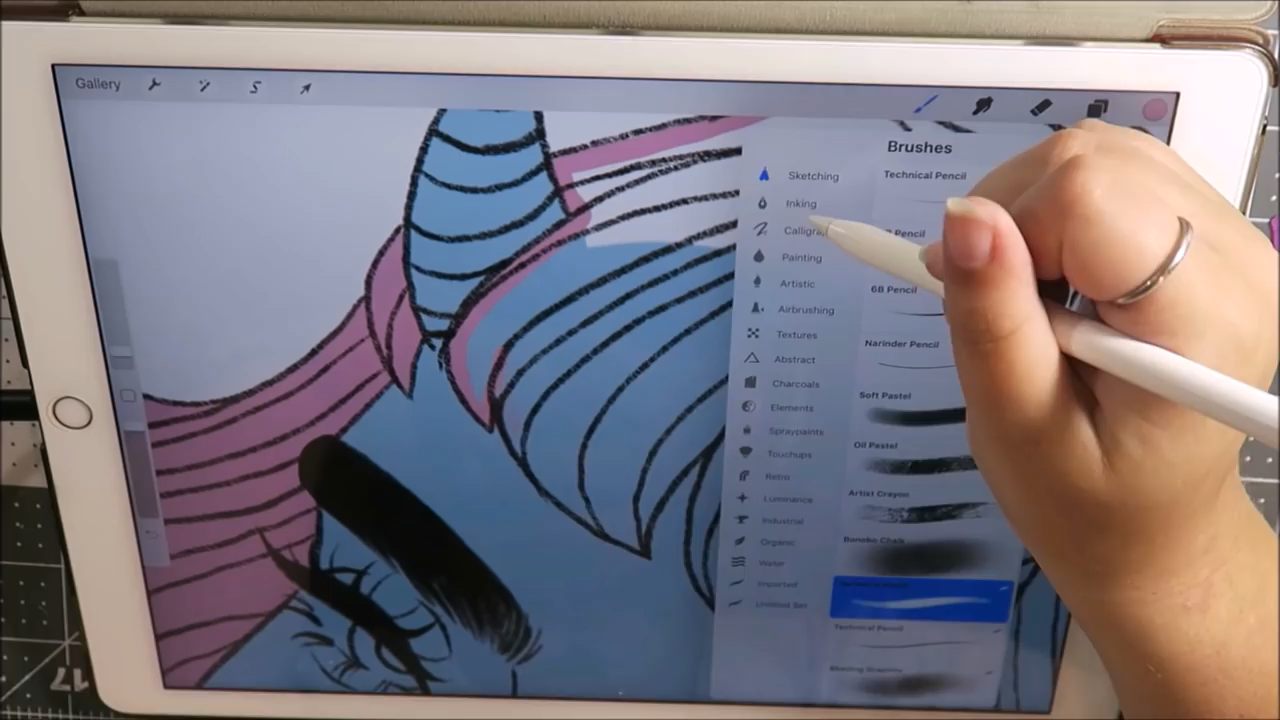 Gallery
Brushes
Sketching
Inking
Painting
Artistic
Airbrushing
Textures
Abstract
Charcoals
Elements
Spraypaints
Touchups
Retro
Luminance
Industrial
Organic
Water
Imported
Untitled Set
Technical Pencil
Pencil
6B Pencil
Narinder Pencil
Soft Pastel
Oil Pastel
Artist Crayon
Bonobo Chalk
Technical Pencil
17